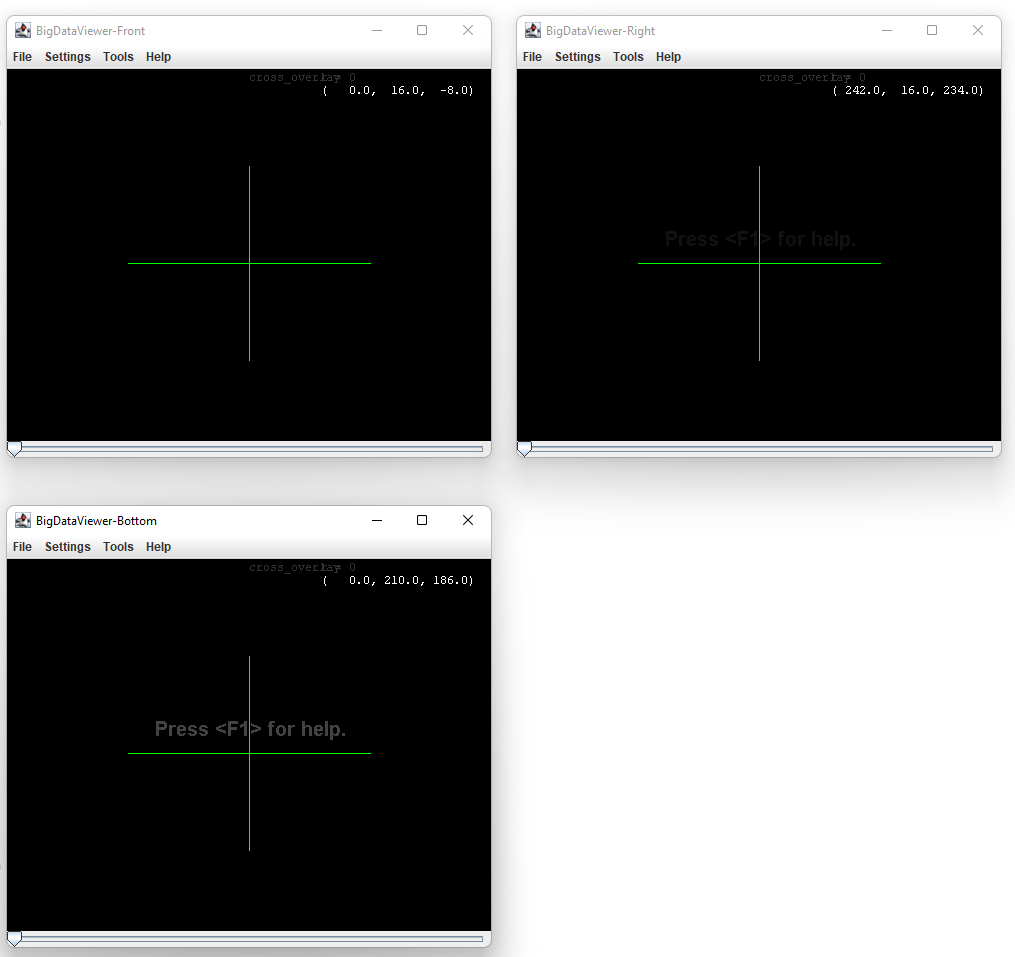 BigDataViewer-Front
File Settings Tools Help
cross_overlay 0
( 0.0, 16.0, -8.0)
BigDataViewer-Right
File Settings Tools Help
cross_overlay 0
( 242.0, 16.0, 234.0)
Press <F1> for help.
BigDataViewer-Bottom
File Settings Tools Help
cross_overlay 0
( 0.0, 210.0, 186.0)
Press <F1> for help.